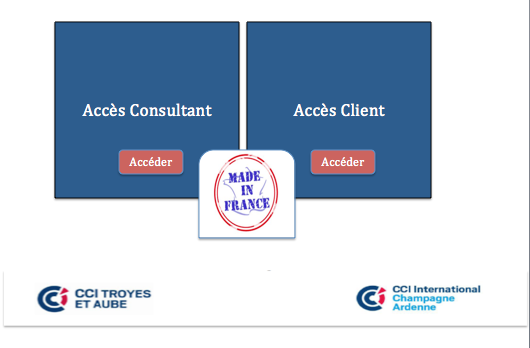 Accès Consultant
Accès Client
Accéder
Accéder
MADE
IN
FRANCE
CCI TROYES
ET AUBE
CCI International
Champagne
Ardenne